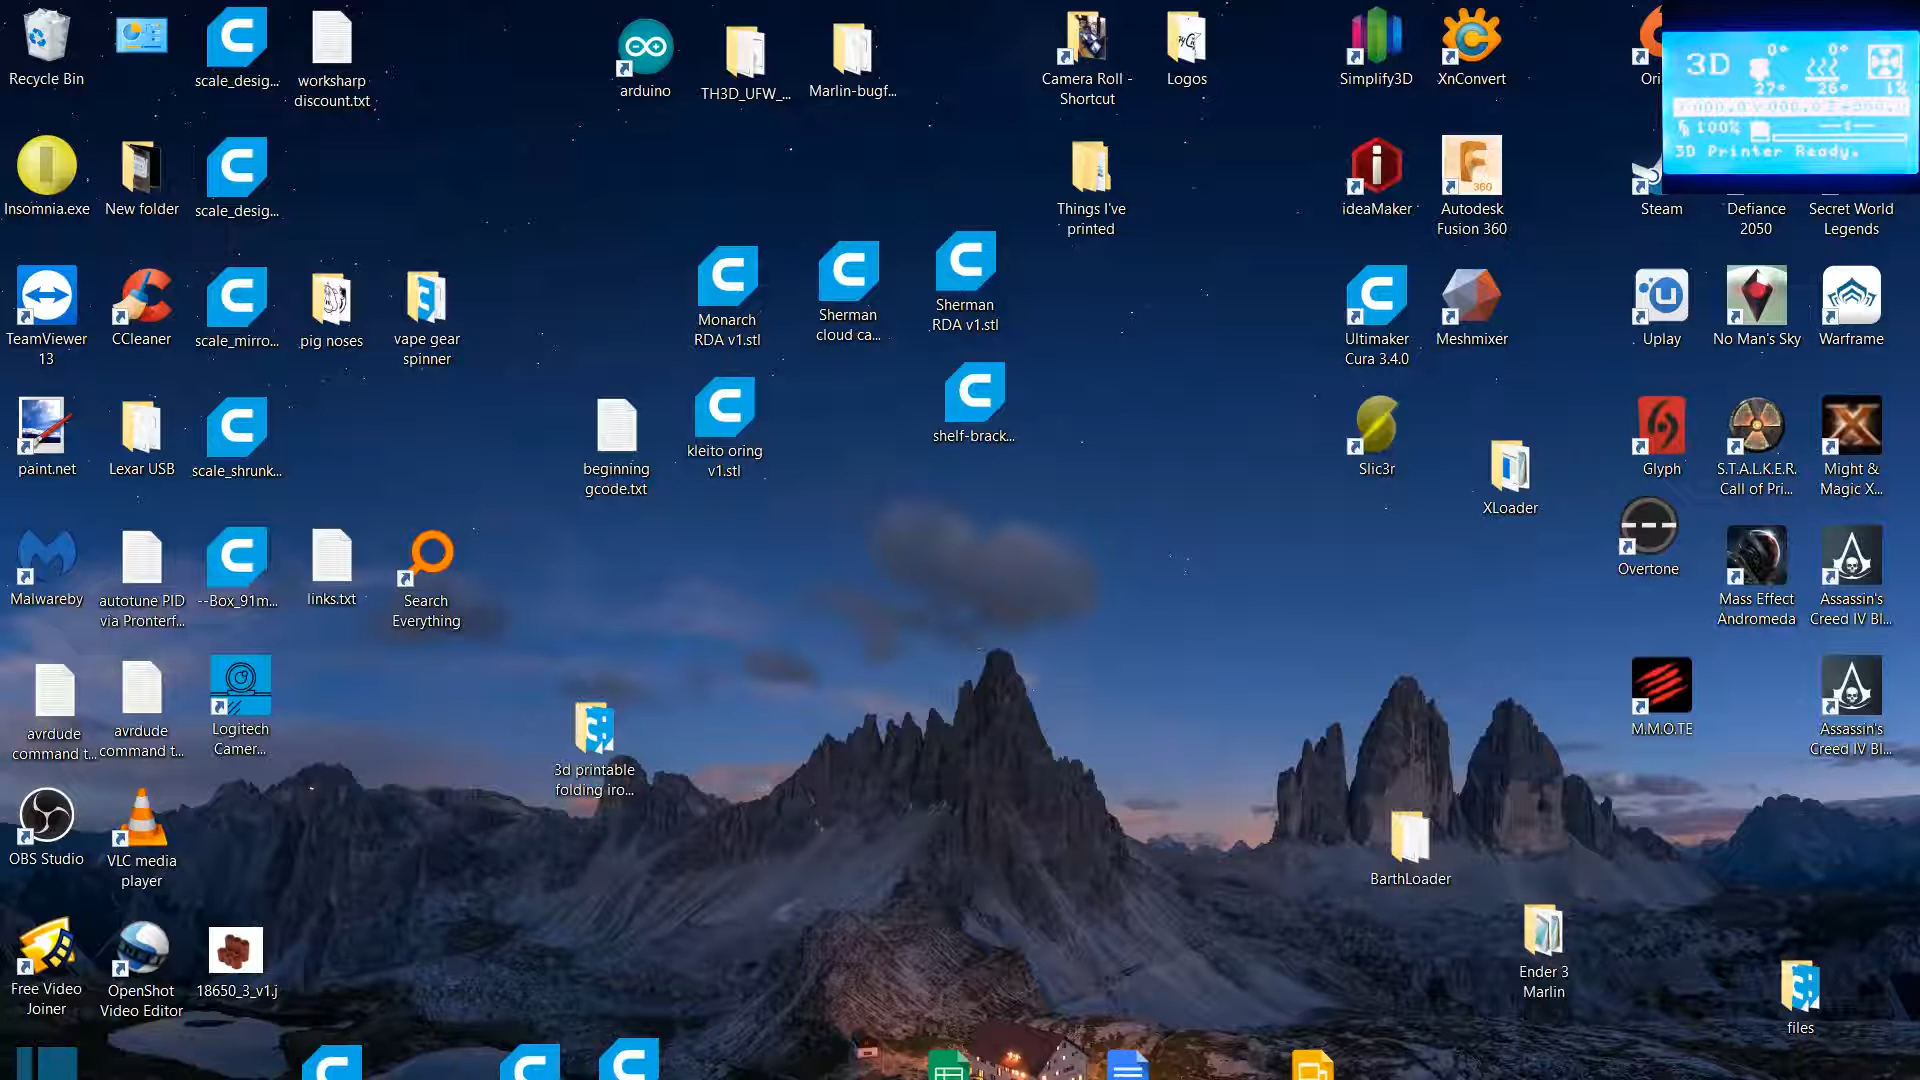 Recycle Bin
scale_desig...
worksharp
discount.txt
arduino
TH3D_UFW_...
Marlin-bugf...
Camera Roll -
Shortcut
Logos
Simplify3D
XnConvert
3D
0°
0°
27°
26°
1%
100%
3D Printer Ready.
Insomnia.exe
New folder
scale_desig...
Things I've
printed
ideaMaker
Autodesk
Fusion 360
360
Steam
Defiance
2050
Secret World
Legends
TeamViewer
13
CCleaner
scale_mirro...
pig noses
vape gear
spinner
Monarch
RDA v1.stl
Sherman
cloud ca...
Sherman
RDA v1.stl
Ultimaker
Cura 3.4.0
Meshmixer
Uplay
No Man's Sky
Warframe
paint.net
Lexar USB
scale_shrunk...
beginning
gcode.txt
kleito oring
v1.stl
shelf-brack...
Slic3r
XLoader
Glyph
S.T.A.L.K.E.R.
Call of Pri...
Might &
Magic X...
Malwareby
autotune PID
via Pronterf...
--Box_91m...
links.txt
Search
Everything
Overtone
Mass Effect
Andromeda
Assassin's
Creed IV Bl...
avrdude
command t...
avrdude
command t...
Logitech
Camer...
3d printable
folding iro...
M.M.O.TE
Assassin's
Creed IV Bl...
OBS Studio
VLC media
player
BarthLoader
Free Video
Joiner
OpenShot
Video Editor
18650_3_v1.j
Ender 3
Marlin
files